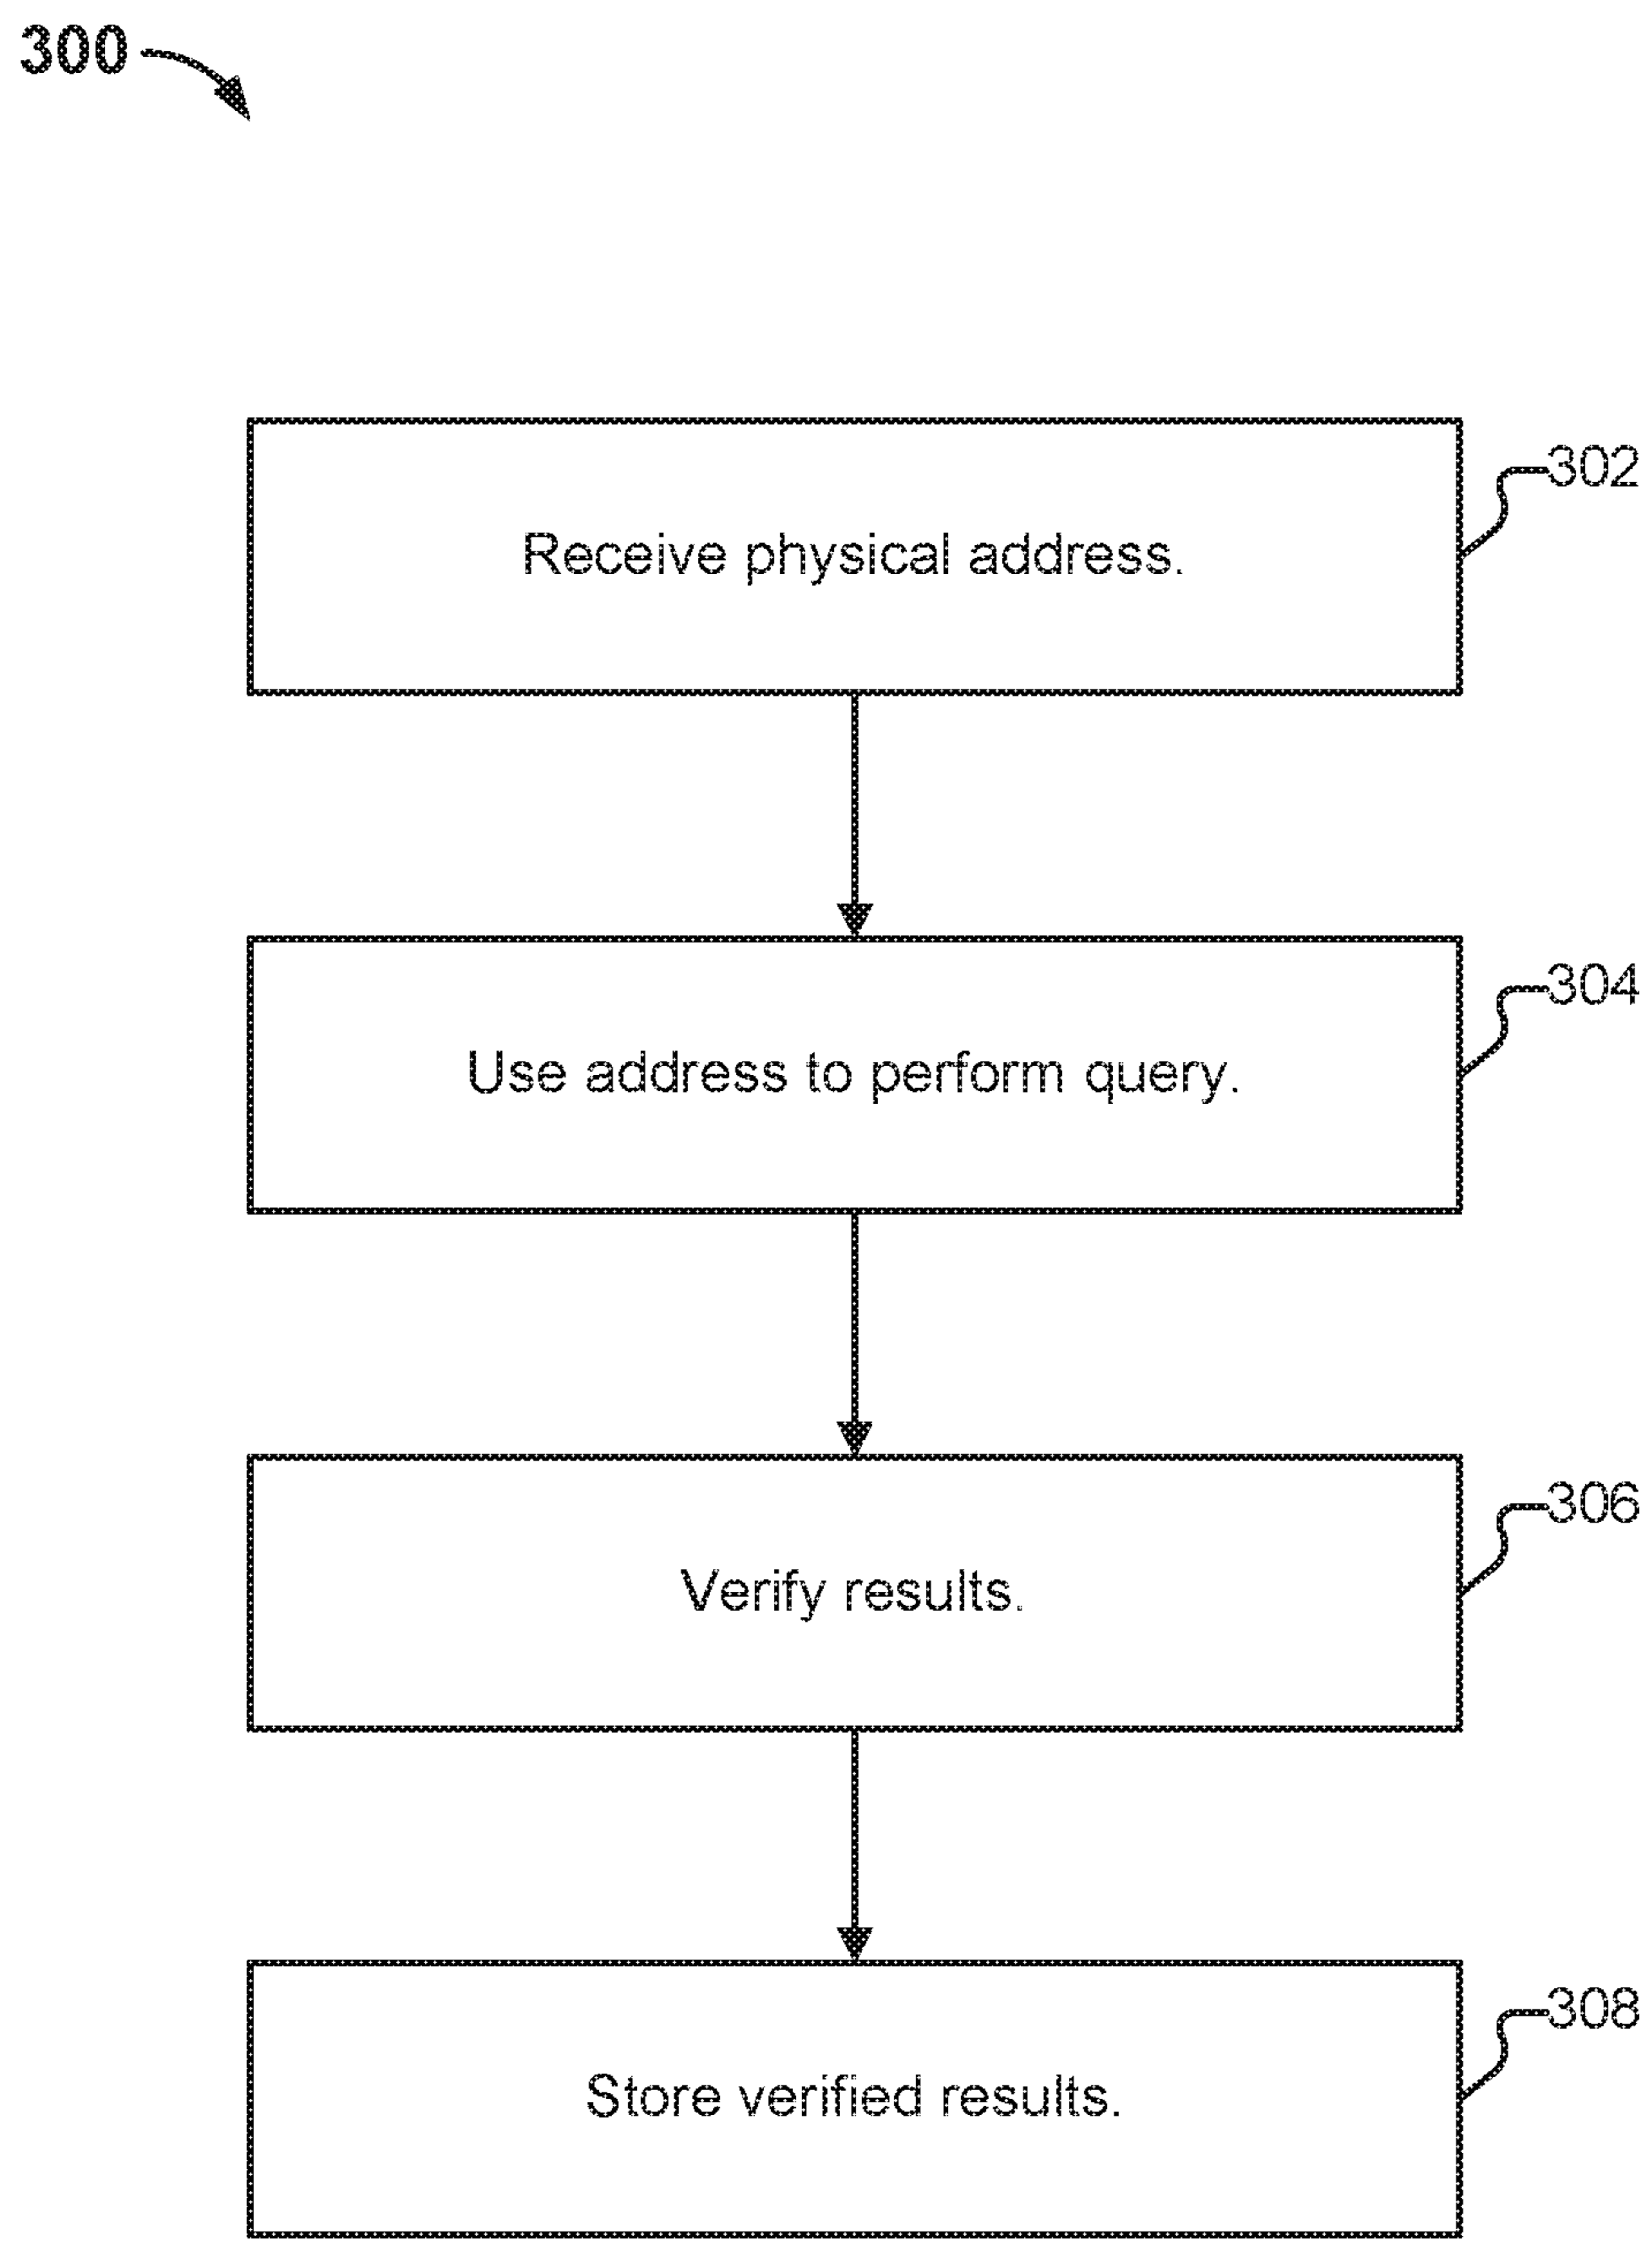 300
302
Receive physical address.
304
Use address to perform query.
306
Verify results.
308
Store verified results.